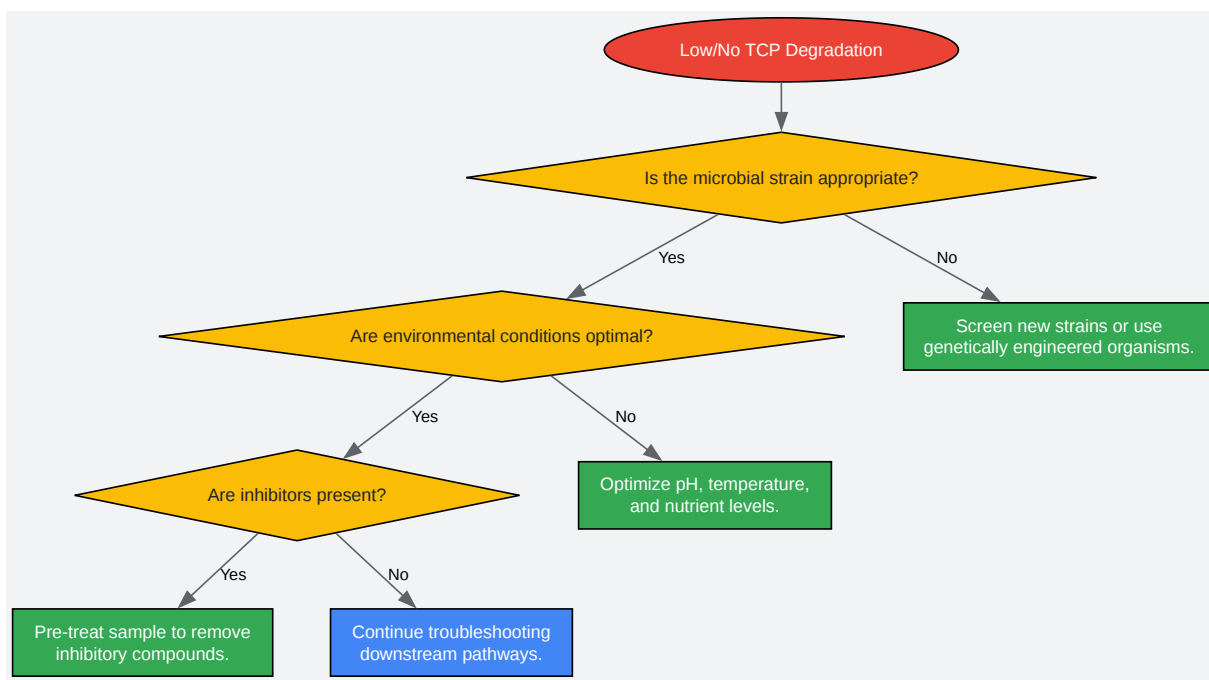 Low/No TCP Degradation
Is the microbial strain appropriate?
Yes
No
Are environmental conditions optimal?
Screen new strains or use
genetically engineered organisms.
Yes
No
Are inhibitors present?
Optimize pH, temperature,
and nutrient levels.
Yes
No
Pre-treat sample to remove
inhibitory compounds.
Continue troubleshooting
downstream pathways.